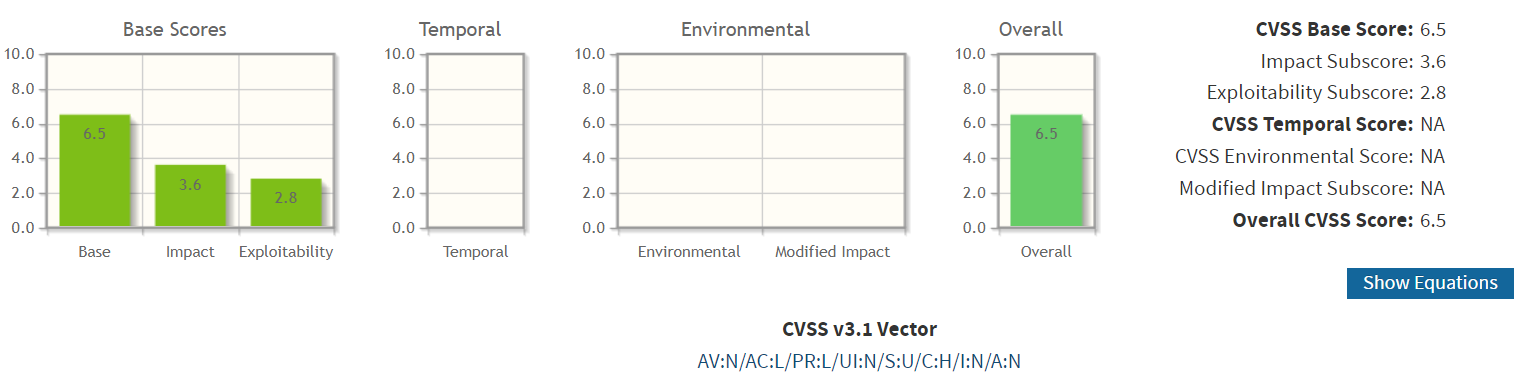 Base Scores
10.0
8.0
6.0
4.0
2.0
0.0
6.5
3.6
2.8
Base
Impact
Exploitability
Temporal
10.0
8.0
6.0
4.0
2.0
0.0
Temporal
Environmental
10.0
8.0
6.0
4.0
2.0
0.0
Environmental
Modified Impact
Overall
10.0
8.0
6.0
4.0
2.0
0.0
6.5
Overall
CVSS Base Score: 6.5
Impact Subscore: 3.6
Exploitability Subscore: 2.8
CVSS Temporal Score: NA
CVSS Environmental Score: NA
Modified Impact Subscore: NA
Overall CVSS Score: 6.5
Show Equations
CVSS v3.1 Vector
AV:N/AC:L/PR:L/UI:N/S:U/C:H/I:N/A:N